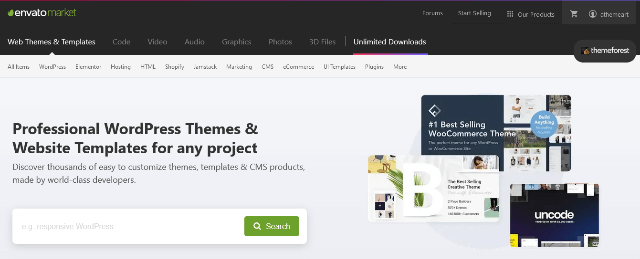 envato market
Forums
Start Selling
Our Products
Web Themes & Templates
Code
Video
Audio
Graphics
Photos
3D Files
Unlimited Downloads
themeforest
All Items
WordPress
Elementor
Hosting
HTML
Shopify
Jamstack
Marketing
CMS
eCommerce
UI Templates
Plugins
More
Professional WordPress Themes &
Website Templates for any project
Discover thousands of easy to customize themes, templates & CMS products,
made by world-class developers.
e.g. responsive WordPress
Search
#1 Best Selling
WooCommerce Theme
Build
Anything
The Best Selling
Creative Theme
B
uncode